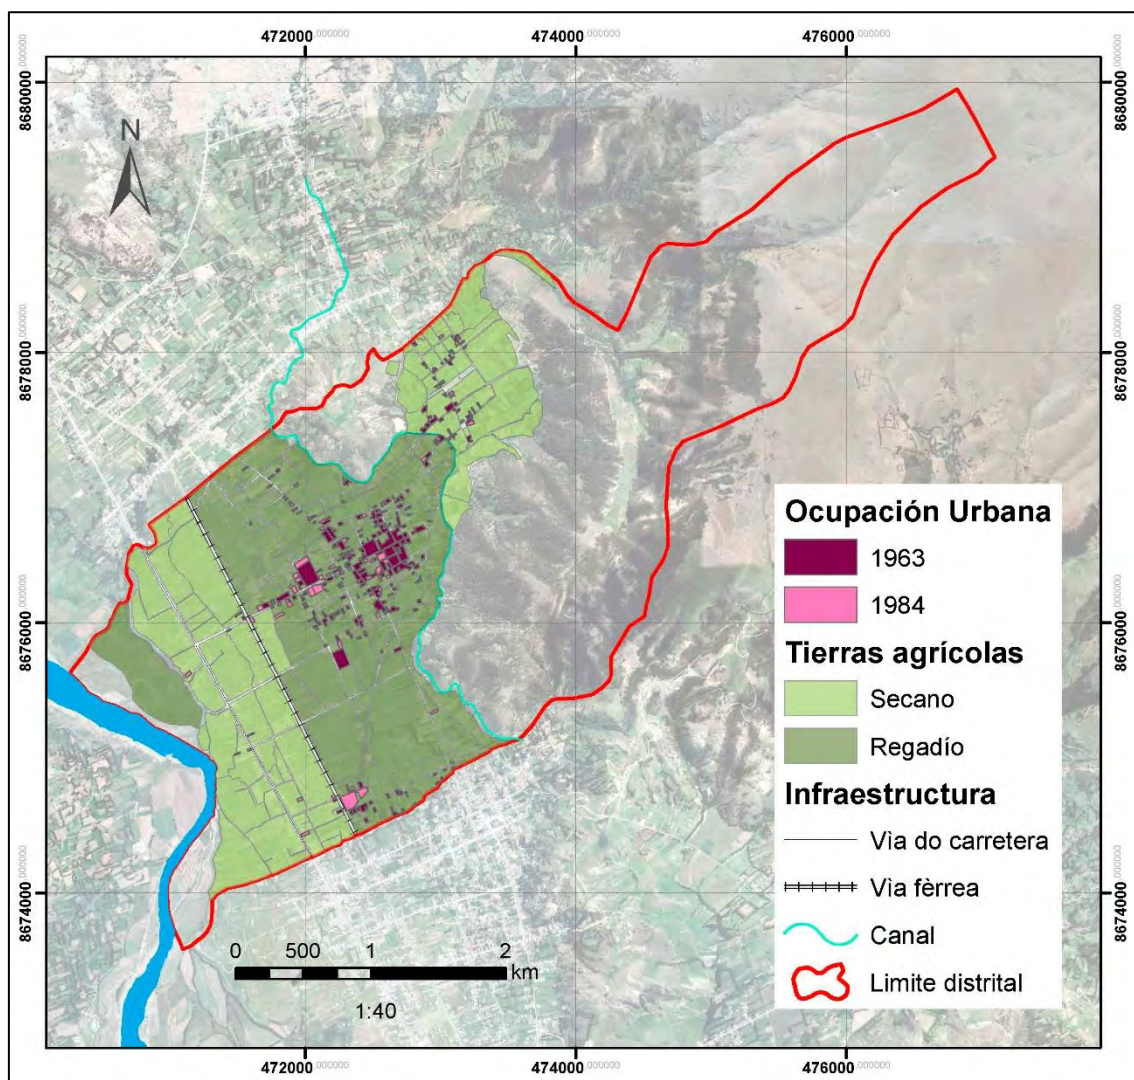 472000,000000 474000,000000 476000,000000
8680000,000000 8680000,000000
N
8678000,000000 8678000,000000
Ocupación Urbana
1963
1984
8676000,000000 8676000,000000
Tierras agrícolas
Secano
Regadío
Infraestructura
Vìa do carretera
Vìa fèrrea
8674000,000000 8674000,000000
Canal
0 500 1 2
km
Limite distrital
1:40
472000,000000 474000,000000 476000,000000